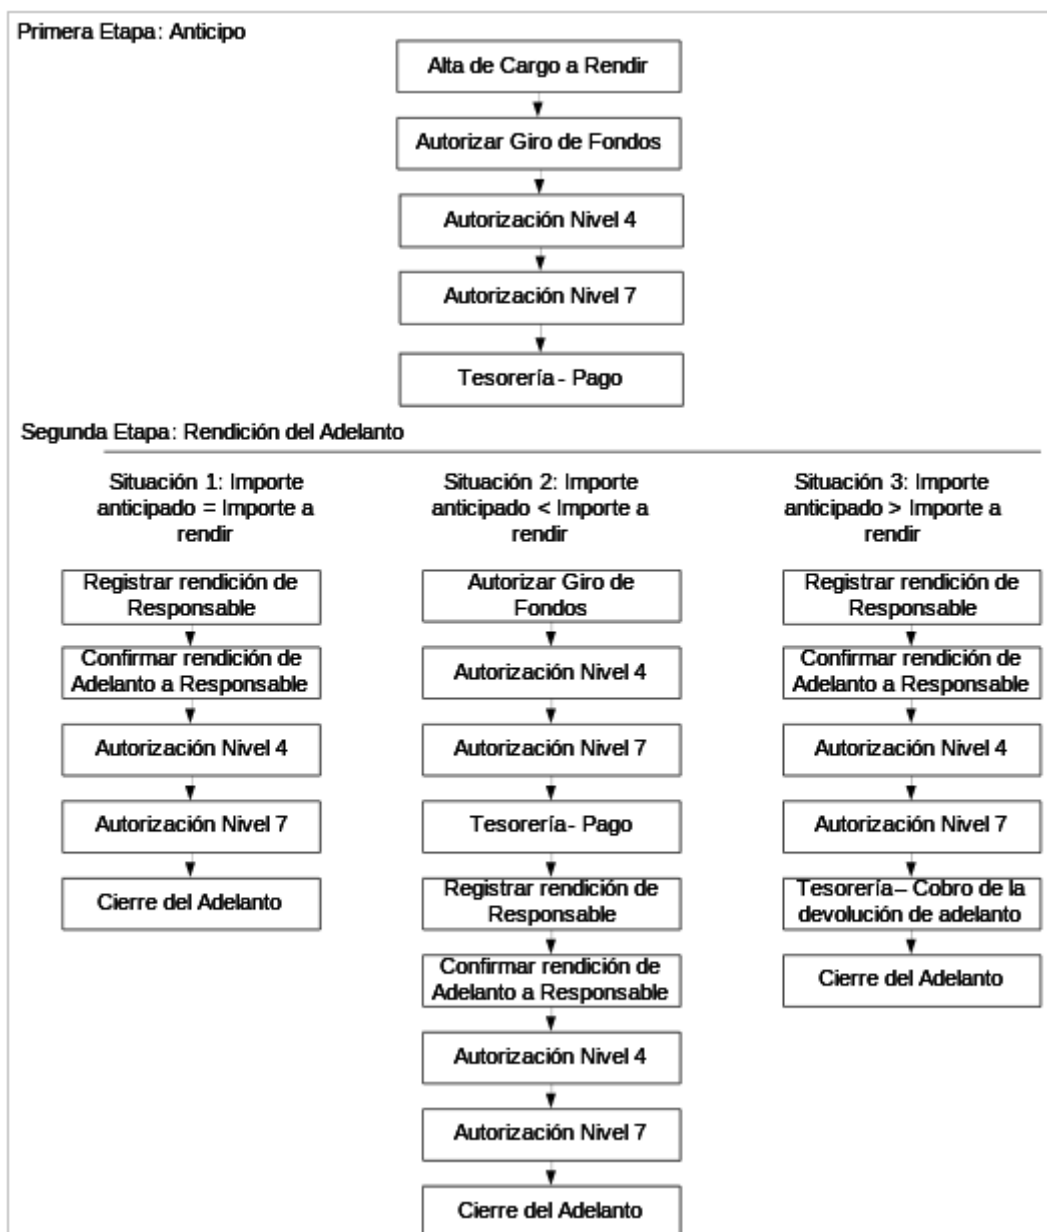 Primera Etapa: Anticipo
Alta de Cargo a Rendir
Autorizar Giro de Fondos
Autorización Nivel 4
Autorización Nivel 7
Tesorería - Pago
Segunda Etapa: Rendición del Adelanto
Situación 1: Importe
anticipado = Importe a
rendir
Registrar rendición de
Responsable
Confirmar rendición de
Adelanto a Responsable
Autorización Nivel 4
Autorización Nivel 7
Cierre del Adelanto
Situación 2: Importe
anticipado < Importe a
rendir
Autorizar Giro de
Fondos
Autorización Nivel 4
Autorización Nivel 7
Tesorería - Pago
Registrar rendición de
Responsable
Confirmar rendición de
Adelanto a Responsable
Autorización Nivel 4
Autorización Nivel 7
Cierre del Adelanto
Situación 3: Importe
anticipado > Importe a
rendir
Registrar rendición de
Responsable
Confirmar rendición de
Adelanto a Responsable
Autorización Nivel 4
Autorización Nivel 7
Tesorería – Cobro de la
devolución de adelanto
Cierre del Adelanto